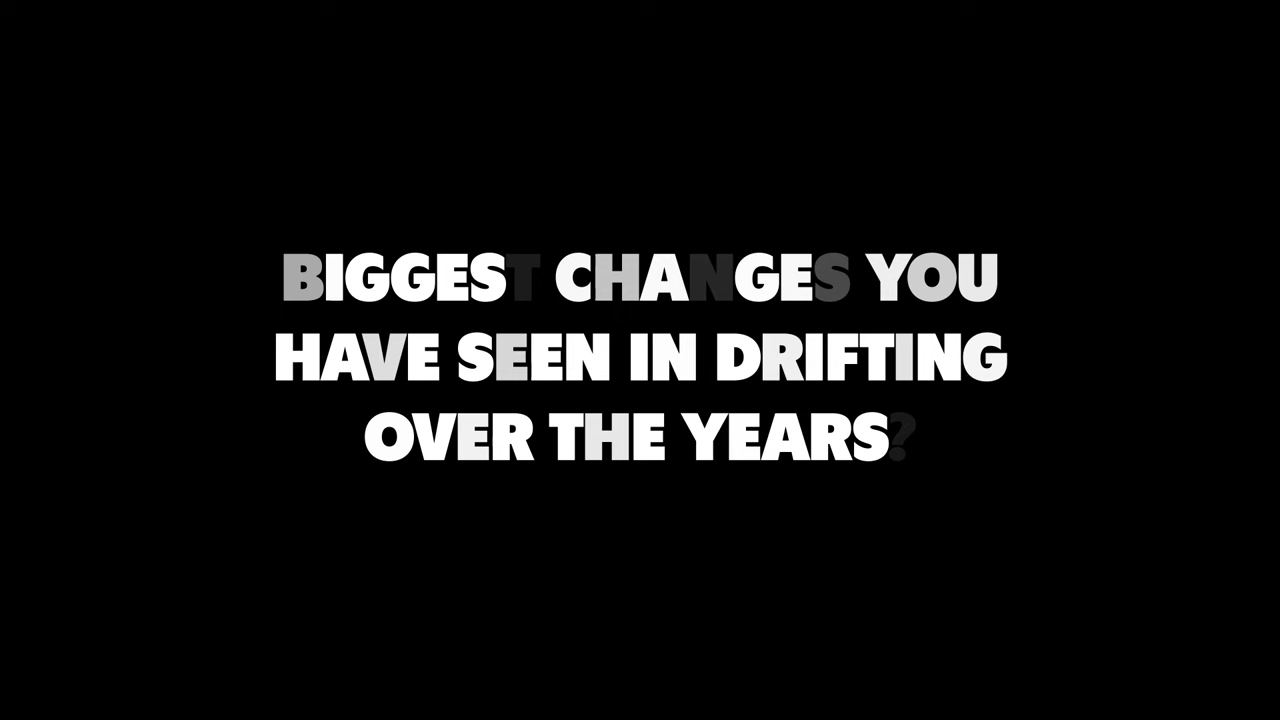 BIGGEST CHANGES YOU
HAVE SEEN IN DRIFTING
OVER THE YEARS?